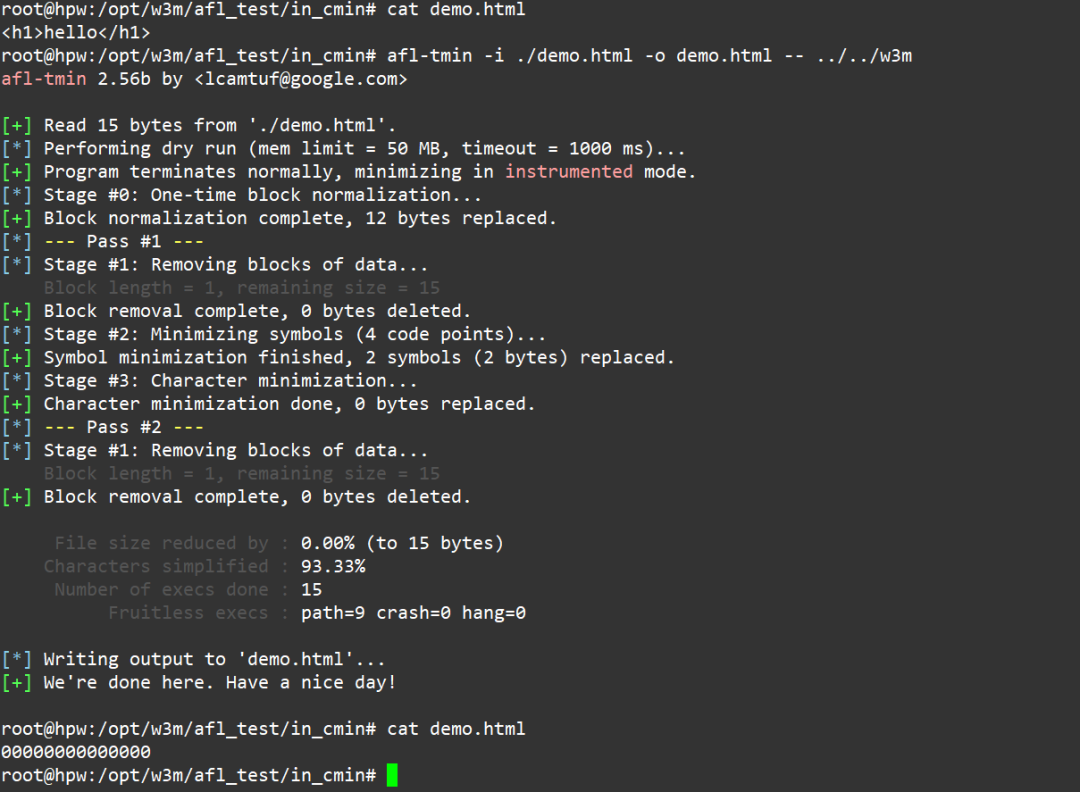 root@hpw:/opt/w3m/afl_test/in_cmin# cat demo.html
<h1>hello</h1>
root@hpw:/opt/w3m/afl_test/in_cmin# afl-tmin -i ./demo.html -o demo.html -- ../../w3m
afl-tmin 2.56b by <lcamtuf@google.com>
[+] Read 15 bytes from './demo.html'.
[*] Performing dry run (mem limit = 50 MB, timeout = 1000 ms)...
[+] Program terminates normally, minimizing in instrumented mode.
[*] Stage #0: One-time block normalization...
[+] Block normalization complete, 12 bytes replaced.
[*] --- Pass #1 ---
[*] Stage #1: Removing blocks of data...
Block length = 1, remaining size = 15
[+] Block removal complete, 0 bytes deleted.
[*] Stage #2: Minimizing symbols (4 code points)...
[+] Symbol minimization finished, 2 symbols (2 bytes) replaced.
[*] Stage #3: Character minimization...
[+] Character minimization done, 0 bytes replaced.
[*] --- Pass #2 ---
[*] Stage #1: Removing blocks of data...
Block length = 1, remaining size = 15
[+] Block removal complete, 0 bytes deleted.
File size reduced by : 0.00% (to 15 bytes)
Characters simplified : 93.33%
Number of execs done : 15
Fruitless execs : path=9 crash=0 hang=0
[*] Writing output to 'demo.html'...
[+] We're done here. Have a nice day!
root@hpw:/opt/w3m/afl_test/in_cmin# cat demo.html
00000000000000
root@hpw:/opt/w3m/afl_test/in_cmin#